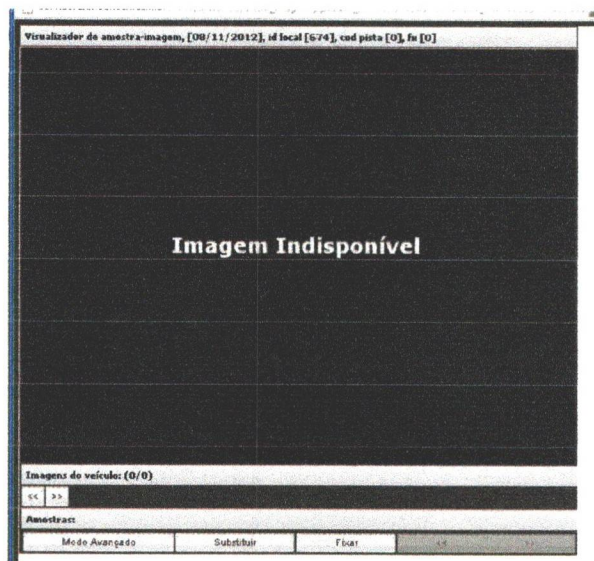 Visualizador de amostra-imagem, [08/11/2012], id local [674], cod pista [0], fu [0]
Imagem Indisponível
Imagens do veículo: (0/0)
<< >>
Amostras:
Modo Avançado Substituir Fixar << >>